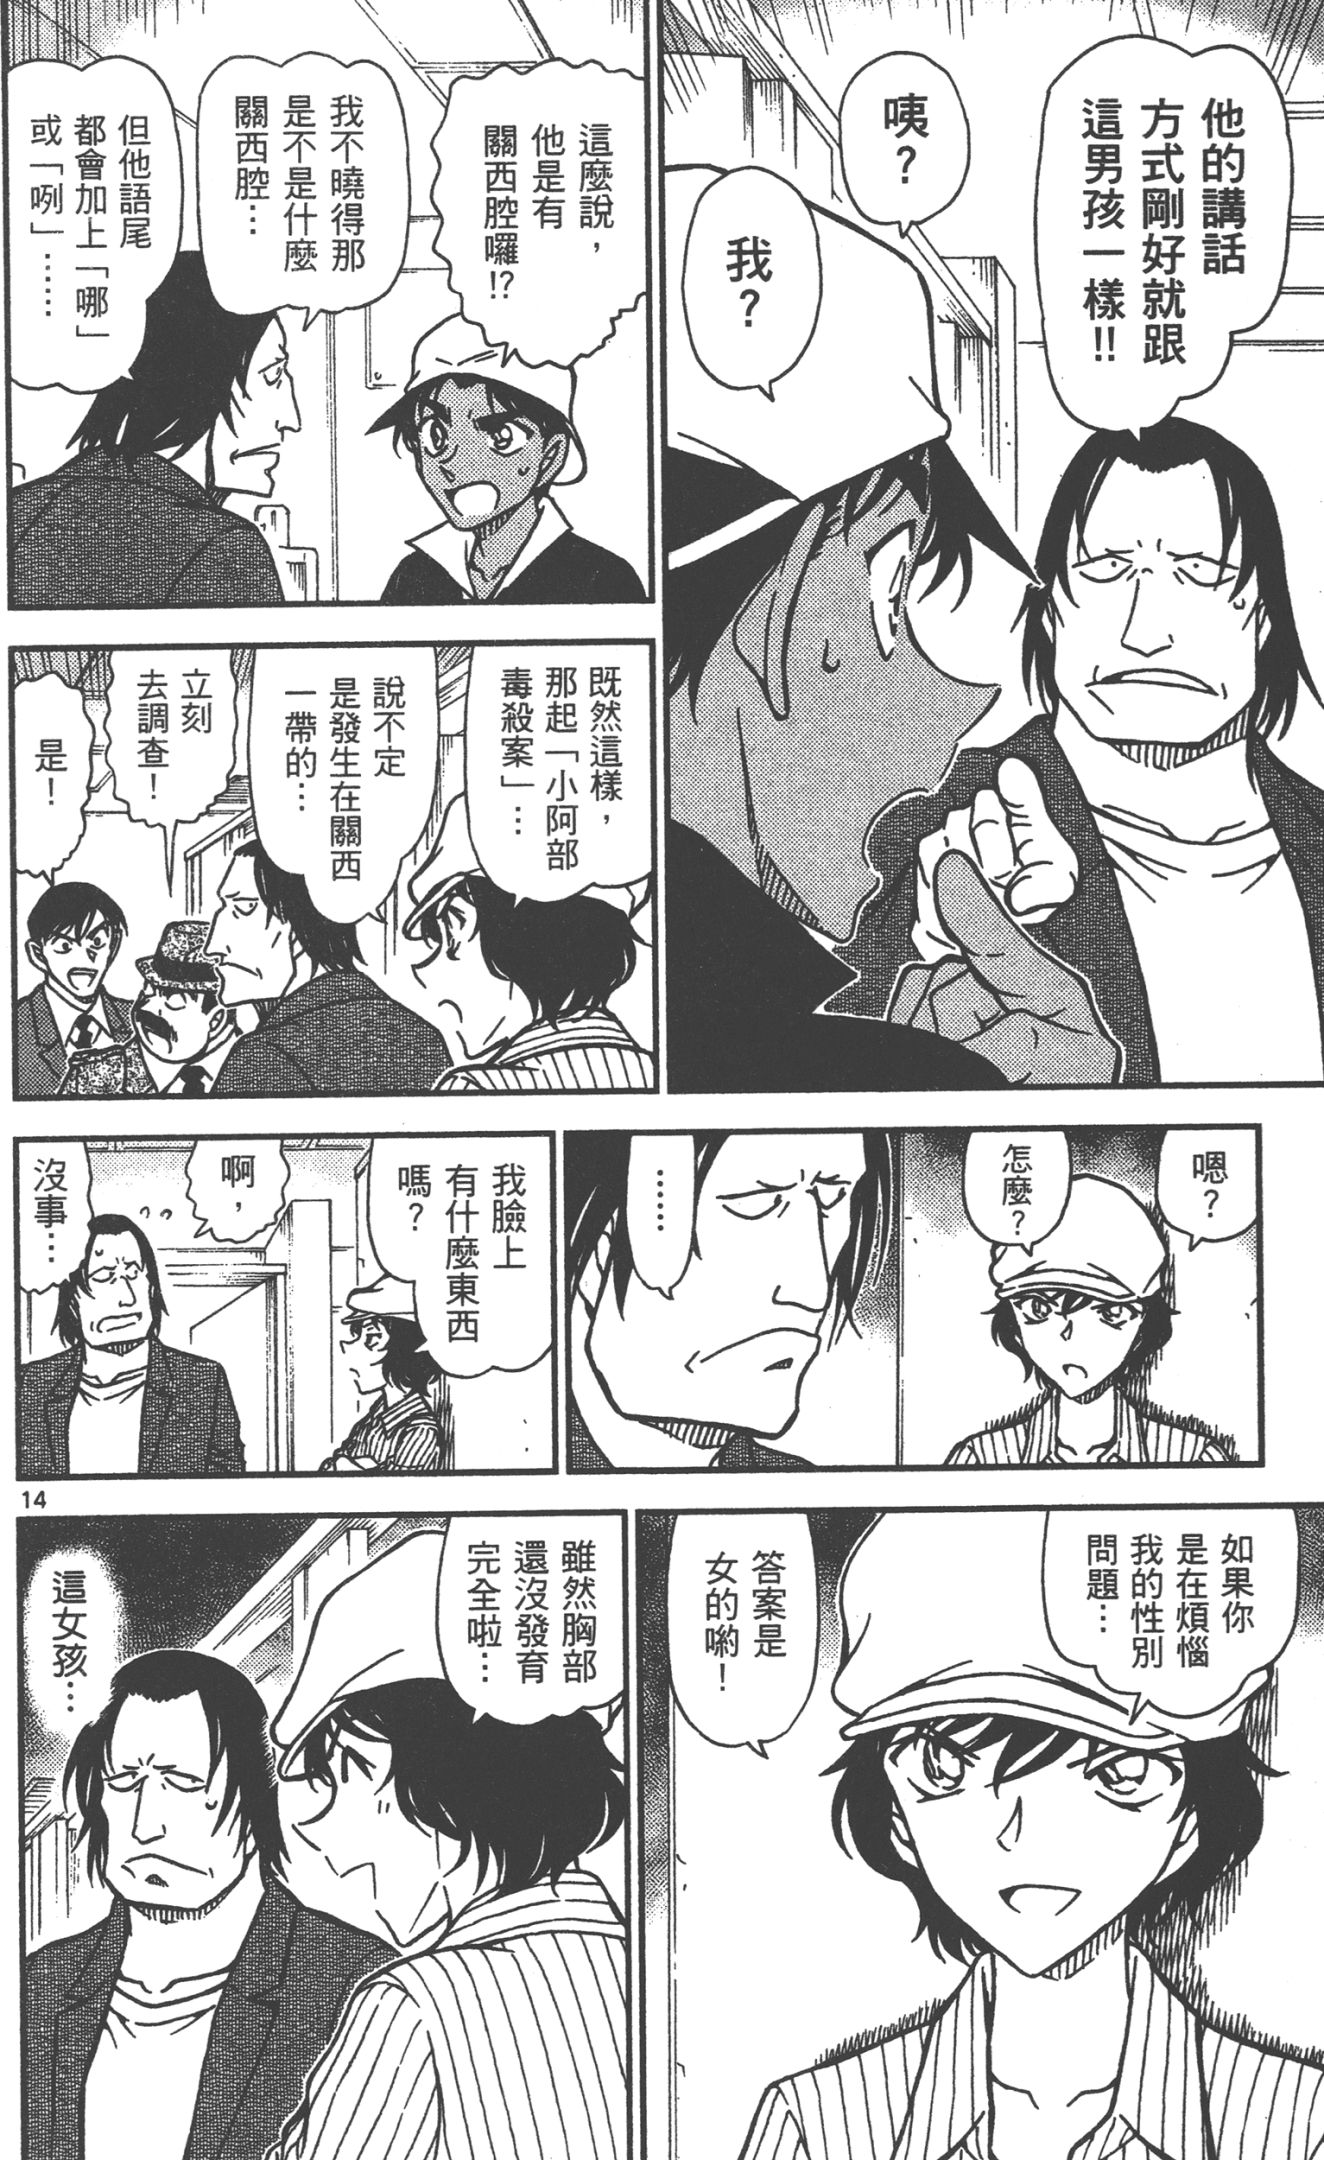 他的講話
方式剛好就跟
這男孩一樣!!
咦？
我？
這麼說，
他是有
關西腔囉!?
我不曉得那
是不是什麼
關西腔…
但他語尾
都會加上「哪」
或「咧」……
既然這樣，
那起「小阿部
毒殺案」…
說不定
是發生在關西
一帶的…
立刻
去調查！
是！
嗯？
怎麼？
……
我臉上
有什麼東西
嗎？
啊，
沒事…
14
如果你
是在煩惱
我的性別
問題…
答案是
女的喲！
雖然胸部
還沒發育
完全啦…
這女孩…